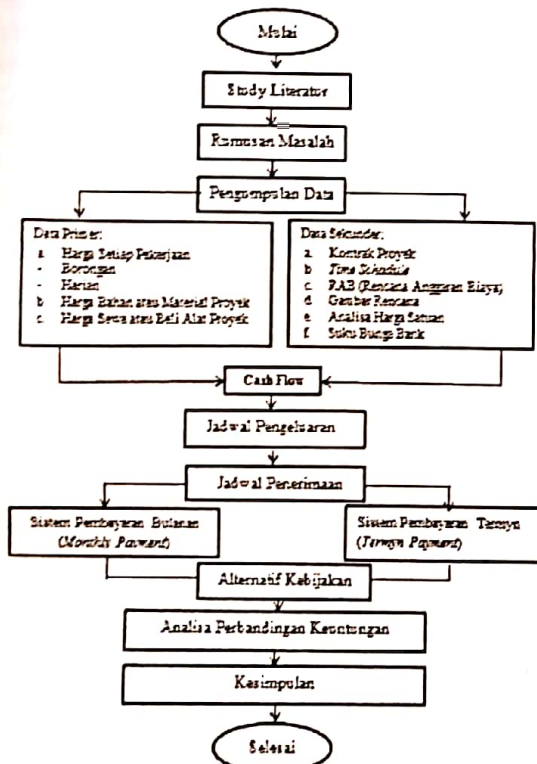 Mulai
Study Literatur
Rumusan Masalah
Pengumpulan Data
Data Primer:
a. Harga Setiap Pekerjaan
- Borongan
- Harian
b. Harga Bahan atau Material Proyek
c. Harga Sewa atau Beli Alat Proyek
Data Sekunder:
a. Kontrak Proyek
b. Time Schedule
c. RAB (Rencana Anggaran Biaya)
d. Gambar Rencana
e. Analisa Harga Satuan
f. Suku Bunga Bank
Cash Flow
Jadwal Pengeluaran
Jadwal Penerimaan
Sistem Pembayaran Bulanan
(Monthly Payment)
Sistem Pembayaran Termyn
(Termyn Payment)
Alternatif Kebijakan
Analisa Perbandingan Keuntungan
Kesimpulan
Selesai